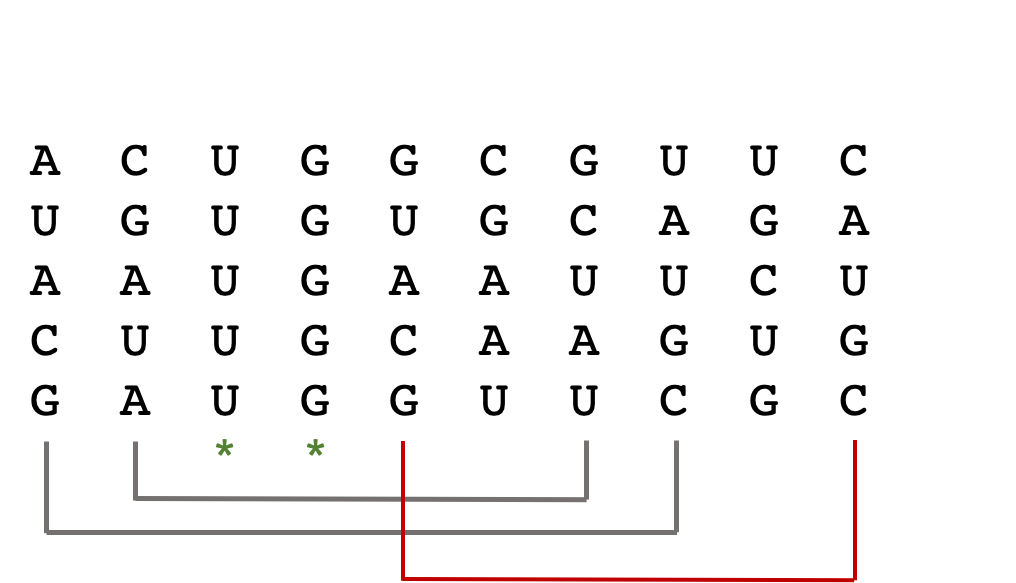 A C U G G C G U U C
U G U G U G C A G A
A A U G A A U U C U
C U U G C A A G U G
G A U G G U U C G C
* *